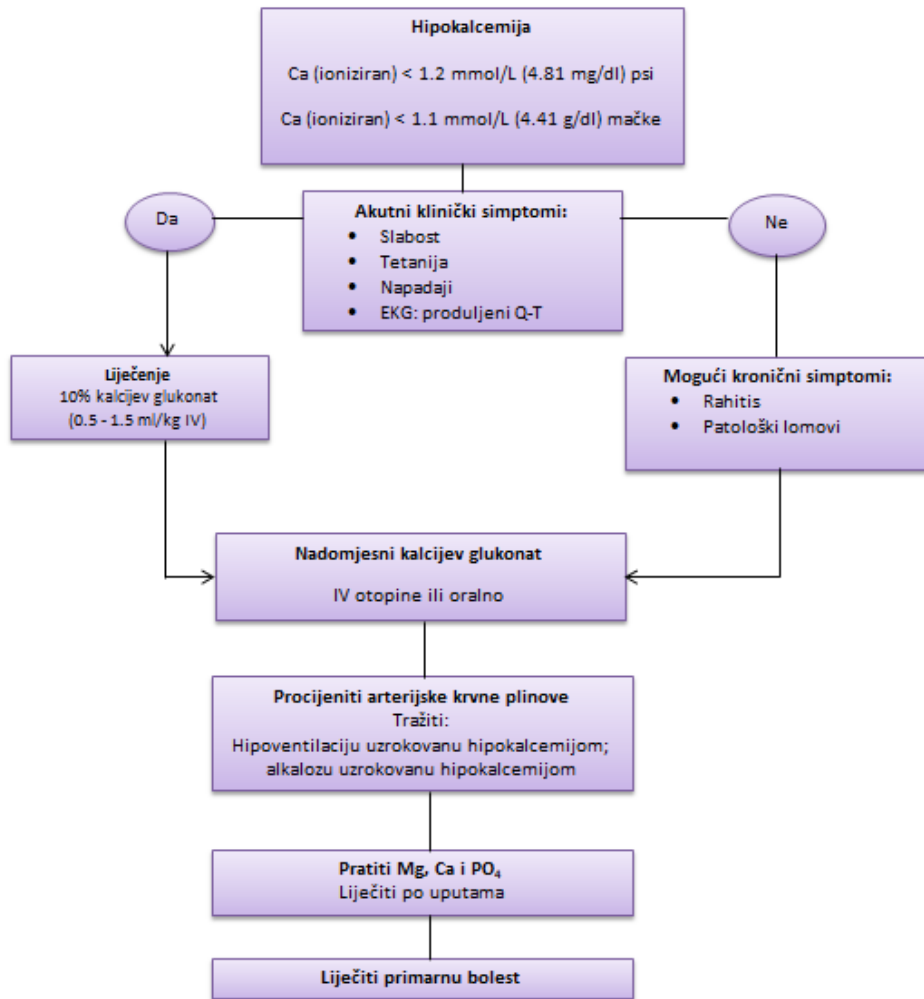 Hipokalcemija
Ca (ioniziran) < 1.2 mmol/L (4.81 mg/dl) psi
Ca (ioniziran) < 1.1 mmol/L (4.41 g/dl) mačke
Da
Akutni klinički simptomi:
• Slabost
• Tetanija
• Napadaji
• EKG: produljeni Q-T
Ne
Liječenje
10% kalcijev glukonat
(0.5 - 1.5 ml/kg IV)
Mogući kronični simptomi:
• Rahitis
• Patološki lomovi
Nadomjesni kalcijev glukonat
IV otopine ili oralno
Procijeniti arterijske krvne plinove
Tražiti:
Hipoventilaciju uzrokovanu hipokalcemijom;
alkalozu uzrokovanu hipokalcemijom
Pratiti Mg, Ca i PO₄
Liječiti po uputama
Liječiti primarnu bolest